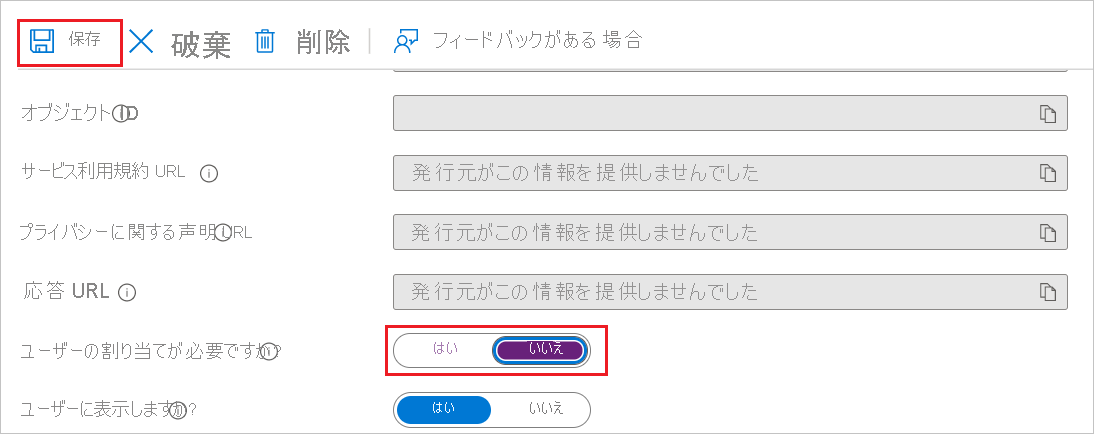 保存 破棄 削除 フィードバックがある場合
オブジェクト ID
サービス利用規約 URL 発行元がこの情報を提供しませんでした
プライバシーに関する声明 URL 発行元がこの情報を提供しませんでした
応答 URL 発行元がこの情報を提供しませんでした
ユーザーの割り当てが必要ですか? はい いいえ
ユーザーに表示しますか? はい いいえ